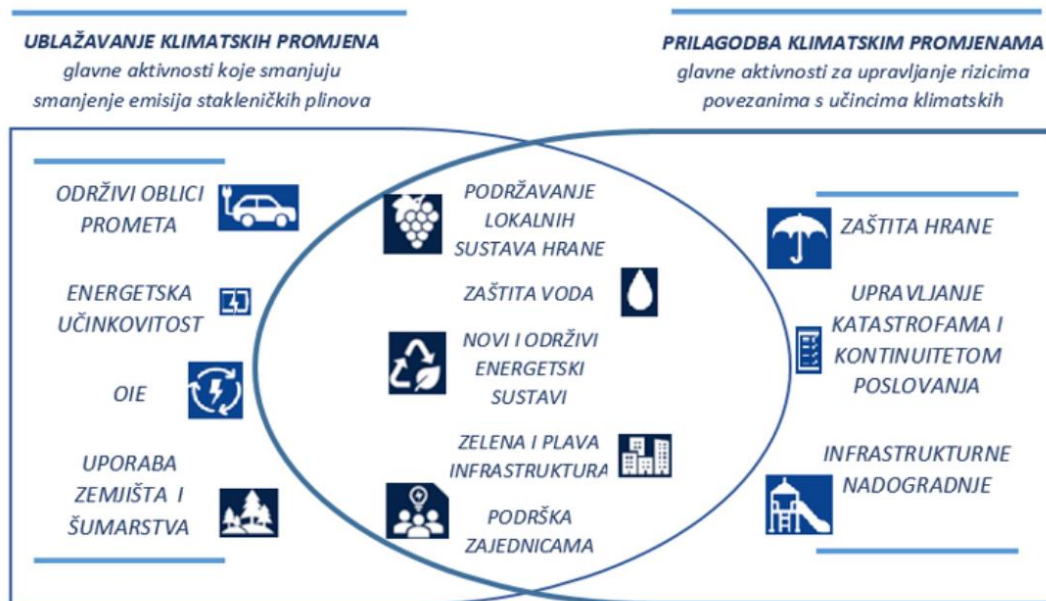 UBLAŽAVANJE KLIMATSKIH PROMJENA
glavne aktivnosti koje smanjuju
smanjenje emisija stakleničkih plinova
PRILAGODBA KLIMATSKIM PROMJENAMA
glavne aktivnosti za upravljanje rizicima
povezanima s učincima klimatskih
ODRŽIVI OBLICI
PROMETA
ENERGETSKA
UČINKOVITOST
OIE
UPORABA
ZEMJIŠTA I
ŠUMARSTVA
PODRŽAVANJE
LOKALNIH
SUSTAVA HRANE
ZAŠTITA VODA
NOVI I ODRŽIVI
ENERGETSKI
SUSTAVI
ZELENA I PLAVA
INFRASTRUKTURA
PODRŠKA
ZAJEDNICAMA
ZAŠTITA HRANE
UPRAVLJANJE
KATASTROFAMA I
KONTINUITETOM
POSLOVANJA
INFRASTRUKTURNE
NADOGRADNJE